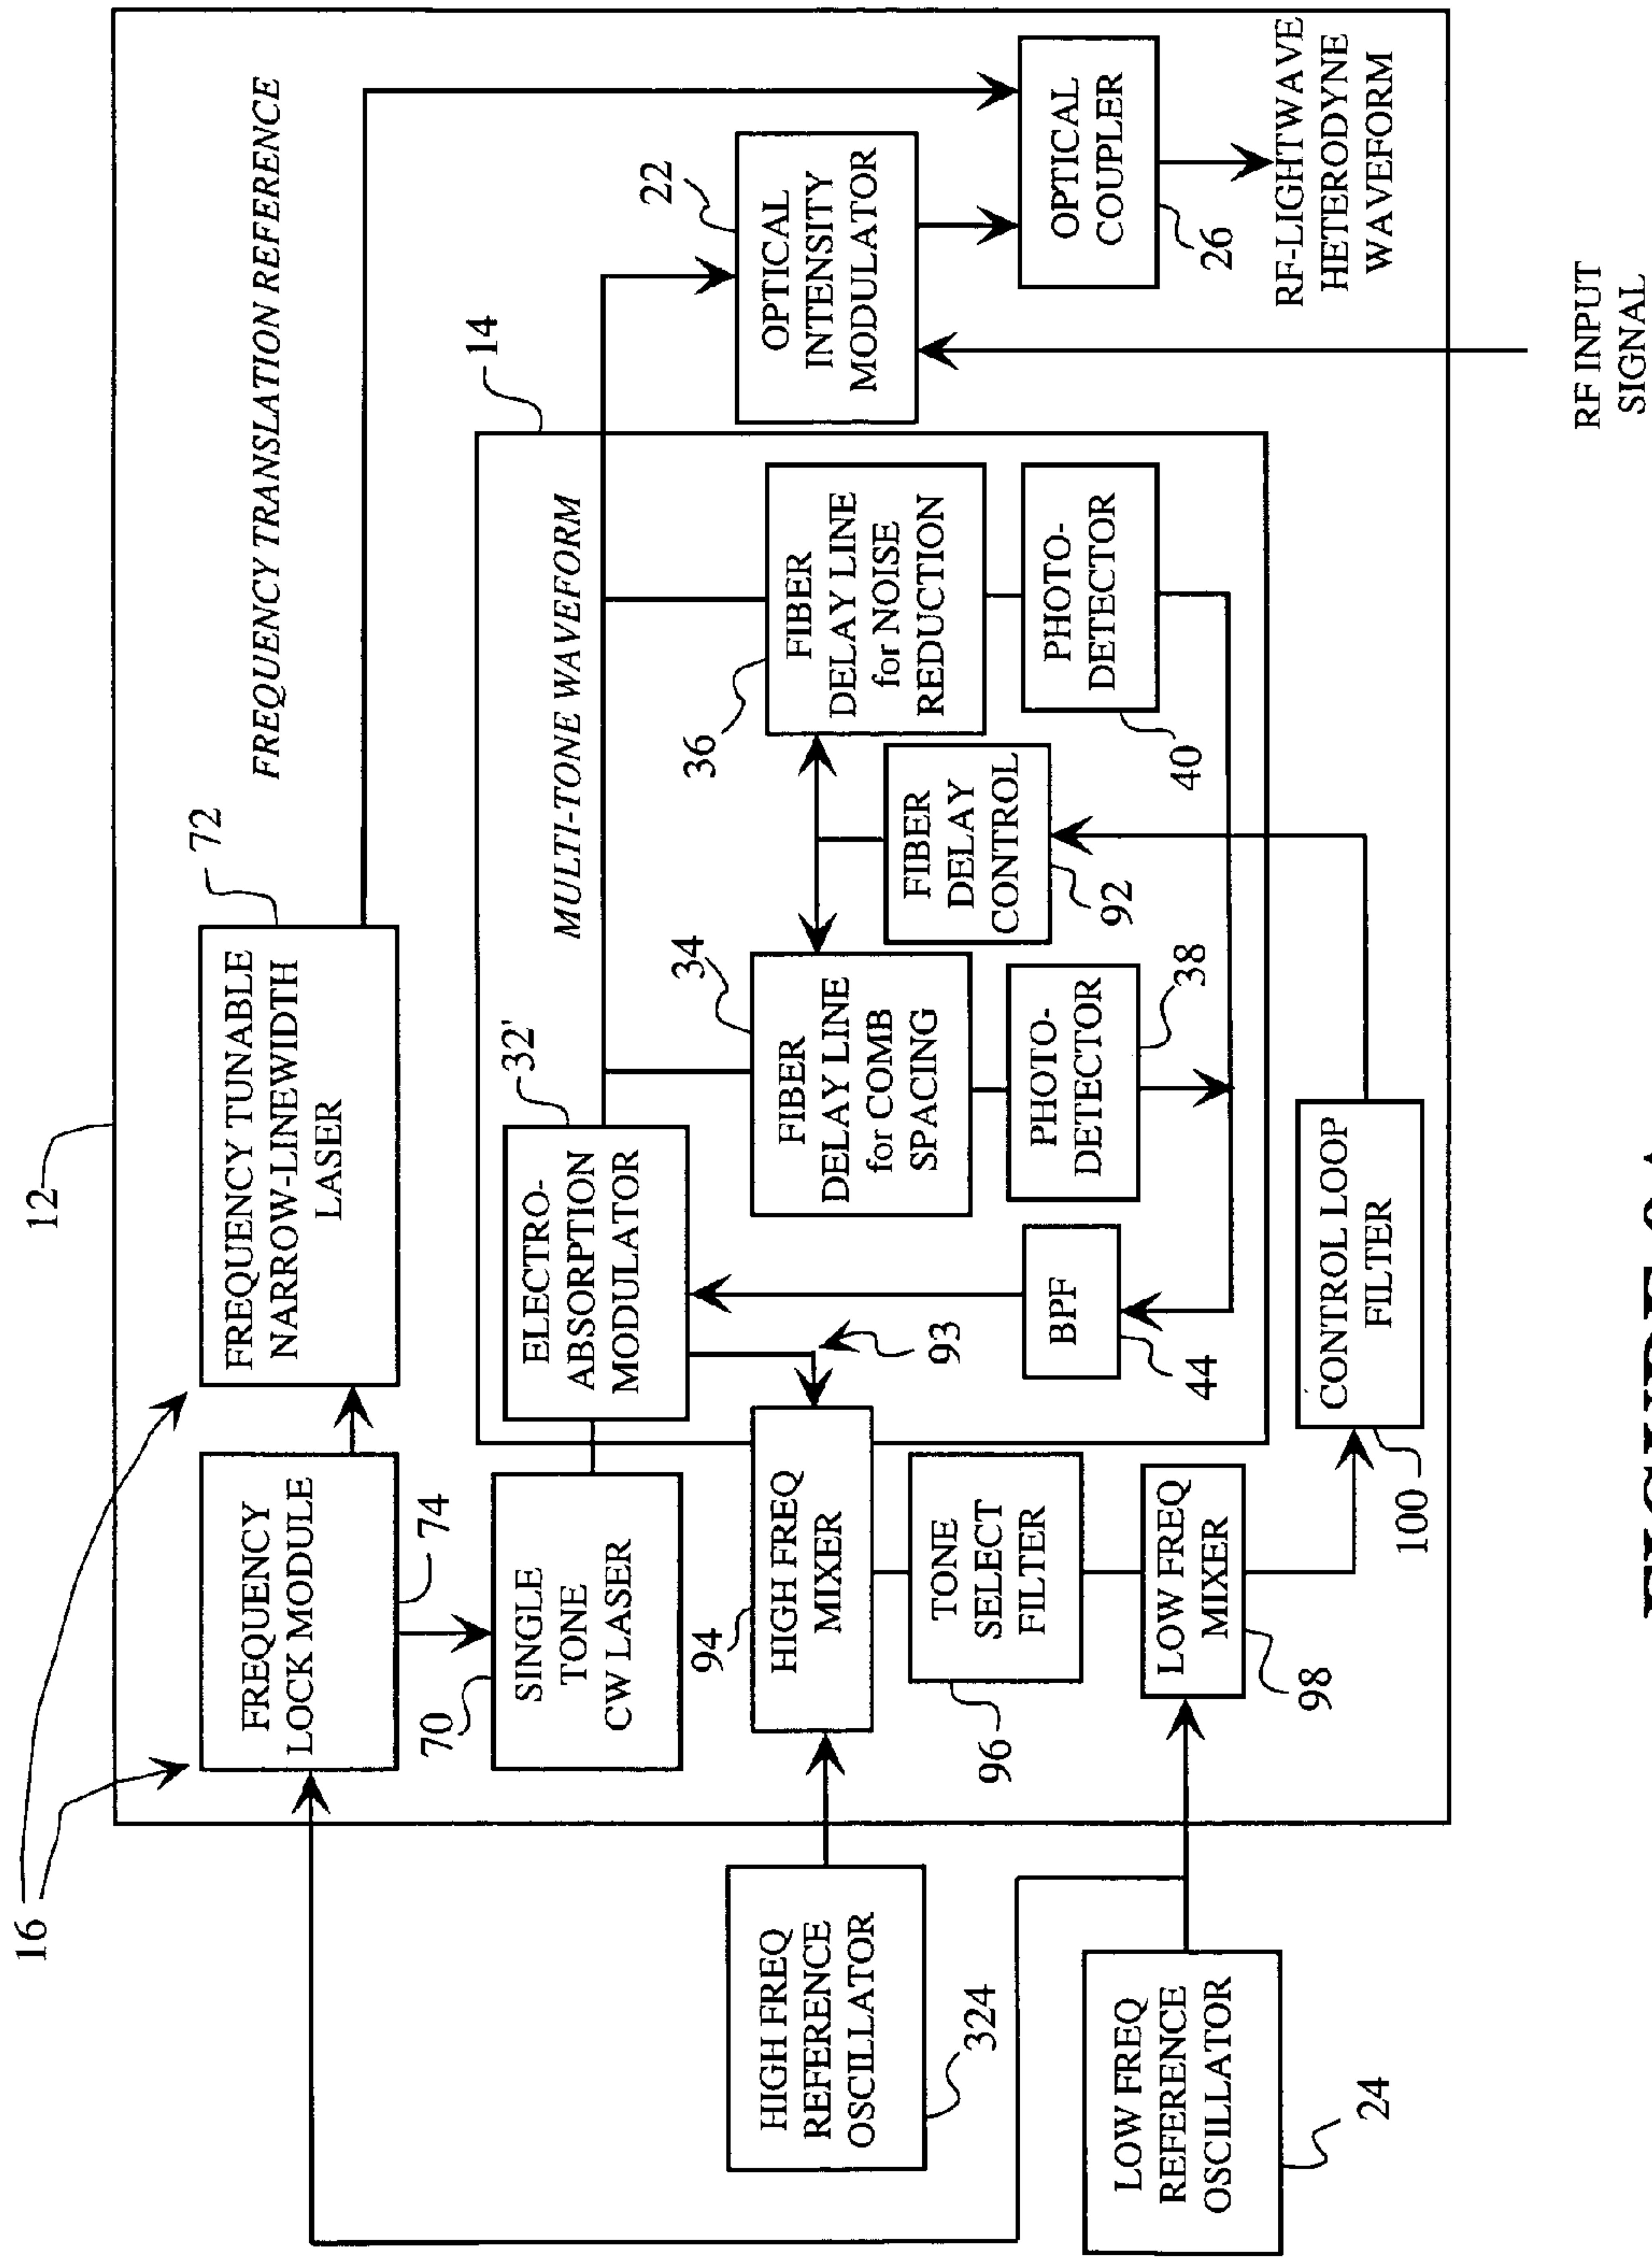 12
16
FREQUENCY
LOCK MODULE
74
FREQUENCY TUNABLE
NARROW-LINEWIDTH
LASER
72
FREQUENCY TRANSLATION REFERENCE
70
SINGLE
TONE
CW LASER
ELECTRO-
ABSORPTION
MODULATOR
32'
MULTI-TONE WAVEFORM
14
22
OPTICAL
INTENSITY
MODULATOR
OPTICAL
COUPLER
26
RF-LIGHTWAVE
HETERODYNE
WAVEFORM
34
FIBER
DELAY LINE
for COMB
SPACING
36
FIBER
DELAY LINE
for NOISE
REDUCTION
FIBER
DELAY
CONTROL
92
PHOTO-
DETECTOR
38
PHOTO-
DETECTOR
40
93
BPF
44
HIGH FREQ
REFERENCE
OSCILLATOR
324
94
HIGH FREQ
MIXER
TONE
SELECT
FILTER
96
LOW FREQ
MIXER
98
CONTROL LOOP
FILTER
100
LOW FREQ
REFERENCE
OSCILLATOR
24
RF INPUT
SIGNAL